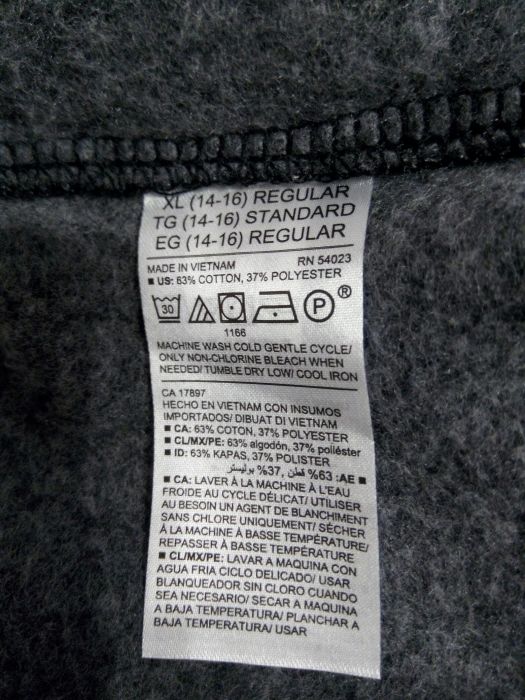 XL (14-16) REGULAR
TG (14-16) STANDARD
EG (14-16) REGULAR
MADE IN VIETNAM RN 54023
■ US: 63% COTTON, 37% POLYESTER
30 P ®
1166
MACHINE WASH COLD GENTLE CYCLE/
ONLY NON-CHLORINE BLEACH WHEN
NEEDED/ TUMBLE DRY LOW/ COOL IRON
CA 17897
HECHO EN VIETNAM CON INSUMOS
IMPORTADOS/ DIBUAT DI VIETNAM
■ CA: 63% COTON, 37% POLYESTER
■ CL/MX/PE: 63% algodón, 37% poliéster
■ ID: 63% KAPAS, 37% POLISTER
■ AE: 63% قطن, 37% بوليستر
■ CA: LAVER À LA MACHINE À L'EAU
FROIDE AU CYCLE DÉLICAT/ UTILISER
AU BESOIN UN AGENT DE BLANCHIMENT
SANS CHLORE UNIQUEMENT/ SÉCHER
À LA MACHINE À BASSE TEMPÉRATURE/
REPASSER À BASSE TEMPÉRATURE
■ CL/MX/PE: LAVAR A MAQUINA CON
AGUA FRIA CICLO DELICADO/ USAR
BLANQUEADOR SIN CLORO CUANDO
SEA NECESARIO/ SECAR A MAQUINA
A BAJA TEMPERATURA/ PLANCHAR A
BAJA TEMPERATURA/ USAR